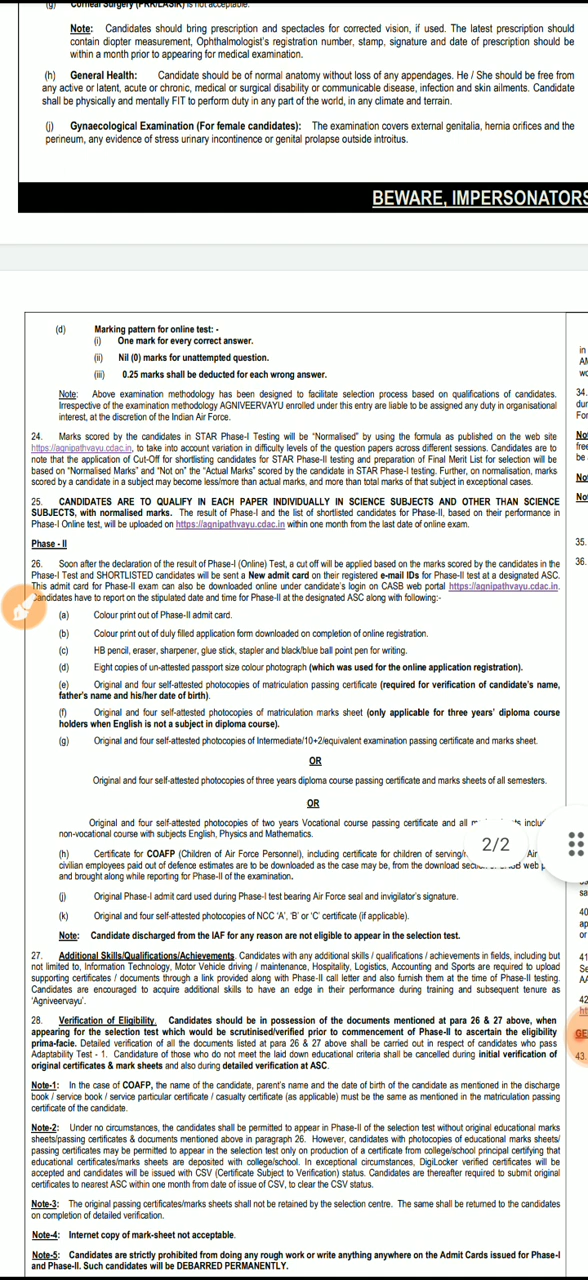 (g) Corneal Surgery (PRK/LASIK) is not acceptable.
Note: Candidates should bring prescription and spectacles for corrected vision, if used. The latest prescription should
contain diopter measurement, Ophthalmologist's registration number, stamp, signature and date of prescription should be
within a month prior to appearing for medical examination.
(h) General Health: Candidate should be of normal anatomy without loss of any appendages. He / She should be free from
any active or latent, acute or chronic, medical or surgical disability or communicable disease, infection and skin ailments. Candidate
shall be physically and mentally FIT to perform duty in any part of the world, in any climate and terrain.
(j) Gynaecological Examination (For female candidates): The examination covers external genitalia, hernia orifices and the
perineum, any evidence of stress urinary incontinence or genital prolapse outside introitus.
BEWARE, IMPERSONATORS
(d) Marking pattern for online test: -
(i) One mark for every correct answer.
(ii) Nil (0) marks for unattempted question.
(iii) 0.25 marks shall be deducted for each wrong answer.
Note: Above examination methodology has been designed to facilitate selection process based on qualifications of candidates.
Irrespective of the examination methodology AGNIVEERVAYU enrolled under this entry are liable to be assigned any duty in organisational
interest, at the discretion of the Indian Air Force.
24. Marks scored by the candidates in STAR Phase-I Testing will be "Normalised" by using the formula as published on the web site
https://agnipathvayu.cdac.in, to take into account variation in difficulty levels of the question papers across different sessions. Candidates are to
note that the application of Cut-Off for shortlisting candidates for STAR Phase-II testing and preparation of Final Merit List for selection will be
based on "Normalised Marks" and "Not on" the "Actual Marks" scored by the candidate in STAR Phase-I testing. Further, on normalisation, marks
scored by a candidate in a subject may become less/more than actual marks, and more than total marks of that subject in exceptional cases.
25. CANDIDATES ARE TO QUALIFY IN EACH PAPER INDIVIDUALLY IN SCIENCE SUBJECTS AND OTHER THAN SCIENCE
SUBJECTS, with normalised marks. The result of Phase-I and the list of shortlisted candidates for Phase-II, based on their performance in
Phase-I Online test, will be uploaded on https://agnipathvayu.cdac.in within one month from the last date of online exam.
Phase - II
26. Soon after the declaration of the result of Phase-I (Online) Test, a cut off will be applied based on the marks scored by the candidates in the
Phase-I Test and SHORTLISTED candidates will be sent a New admit card on their registered e-mail IDs for Phase-II test at a designated ASC.
This admit card for Phase-II exam can also be downloaded online under candidate's login on CASB web portal https://agnipathvayu.cdac.in.
Candidates have to report on the stipulated date and time for Phase-II at the designated ASC along with following:-
(a) Colour print out of Phase-II admit card.
(b) Colour print out of duly filled application form downloaded on completion of online registration.
(c) HB pencil, eraser, sharpener, glue stick, stapler and black/blue ball point pen for writing.
(d) Eight copies of un-attested passport size colour photograph (which was used for the online application registration).
(e) Original and four self-attested photocopies of matriculation passing certificate (required for verification of candidate's name,
father's name and his/her date of birth).
(f) Original and four self-attested photocopies of matriculation marks sheet (only applicable for three years' diploma course
holders when English is not a subject in diploma course).
(g) Original and four self-attested photocopies of Intermediate/10+2/equivalent examination passing certificate and marks sheet.
OR
Original and four self-attested photocopies of three years diploma course passing certificate and marks sheets of all semesters.
OR
Original and four self-attested photocopies of two years Vocational course passing certificate and all
non-vocational course with subjects English, Physics and Mathematics.
2/2
(h) Certificate for COAFP (Children of Air Force Personnel), including certificate for children of Air
civilian employees paid out of defence estimates are to be downloaded as the case may be, from the download web
and brought along while reporting for Phase-II of the examination.
(j) Original Phase-I admit card used during Phase-I test bearing Air Force seal and invigilator's signature.
(k) Original and four self-attested photocopies of NCC 'A', 'B' or 'C' certificate (if applicable).
Note: Candidate discharged from the IAF for any reason are not eligible to appear in the selection test.
27. Additional Skills/Qualifications/Achievements. Candidates with any additional skills / qualifications / achievements in fields, including but
not limited to, Information Technology, Motor Vehicle driving / maintenance, Hospitality, Logistics, Accounting and Sports are required to upload
supporting certificates / documents through a link provided along with Phase-II call letter and also furnish them at the time of Phase-II testing.
Candidates are encouraged to acquire additional skills to have an edge in their performance during training and subsequent tenure as
'Agniveervayu'.
28. Verification of Eligibility. Candidates should be in possession of the documents mentioned at para 26 & 27 above, when
appearing for the selection test which would be scrutinised/verified prior to commencement of Phase-II to ascertain the eligibility
prima-facie. Detailed verification of all the documents listed at para 26 & 27 above shall be carried out in respect of candidates who pass
Adaptability Test - 1. Candidature of those who do not meet the laid down educational criteria shall be cancelled during initial verification of
original certificates & mark sheets and also during detailed verification at ASC.
Note-1: In the case of COAFP, the name of the candidate, parent's name and the date of birth of the candidate as mentioned in the discharge
book / service book / service particular certificate / casualty certificate (as applicable) must be the same as mentioned in the matriculation passing
certificate of the candidate.
Note-2: Under no circumstances, the candidates shall be permitted to appear in Phase-II of the selection test without original educational marks
sheets/passing certificates & documents mentioned above in paragraph 26. However, candidates with photocopies of educational marks sheets/
passing certificates may be permitted to appear in the selection test only on production of a certificate from college/school principal certifying that
educational certificates/marks sheets are deposited with college/school. In exceptional circumstances, DigiLocker verified certificates will be
accepted and candidates will be issued with CSV (Certificate Subject to Verification) status. Candidates are thereafter required to submit original
certificates to nearest ASC within one month from date of issue of CSV, to clear the CSV status.
Note-3: The original passing certificates/marks sheets shall not be retained by the selection centre. The same shall be returned to the candidates
on completion of detailed verification.
Note-4: Internet copy of mark-sheet not acceptable.
Note-5: Candidates are strictly prohibited from doing any rough work or write anything anywhere on the Admit Cards issued for Phase-I
and Phase-II. Such candidates will be DEBARRED PERMANENTLY.
in
34.
35.
36.
40
or
41
42
43.